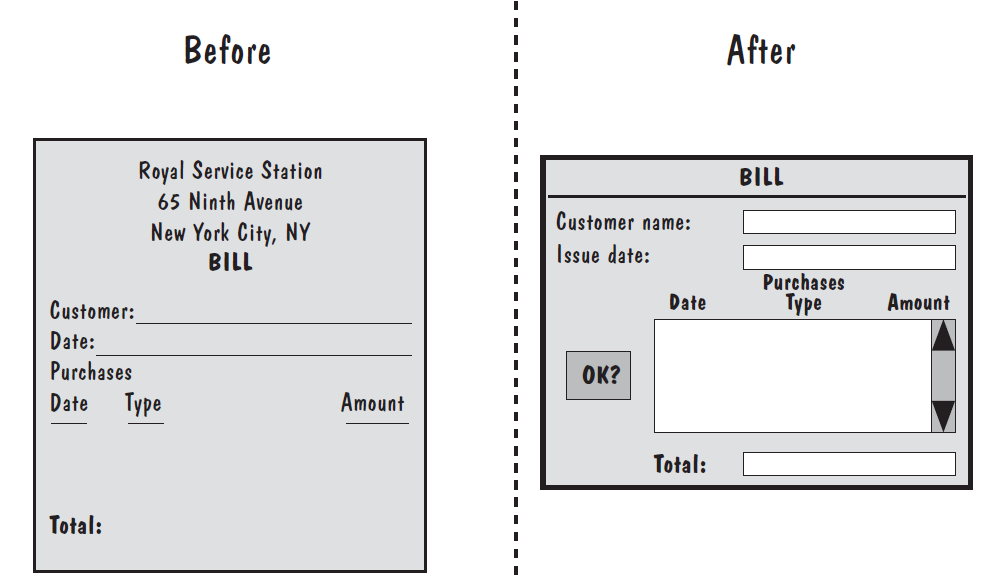 Before
Royal Service Station
65 Ninth Avenue
New York City, NY
BILL
Customer:
Date:
Purchases
Date Type Amount
Total:
After
BILL
Customer name:
Issue date:
Purchases
Date Type Amount
OK?
Total: